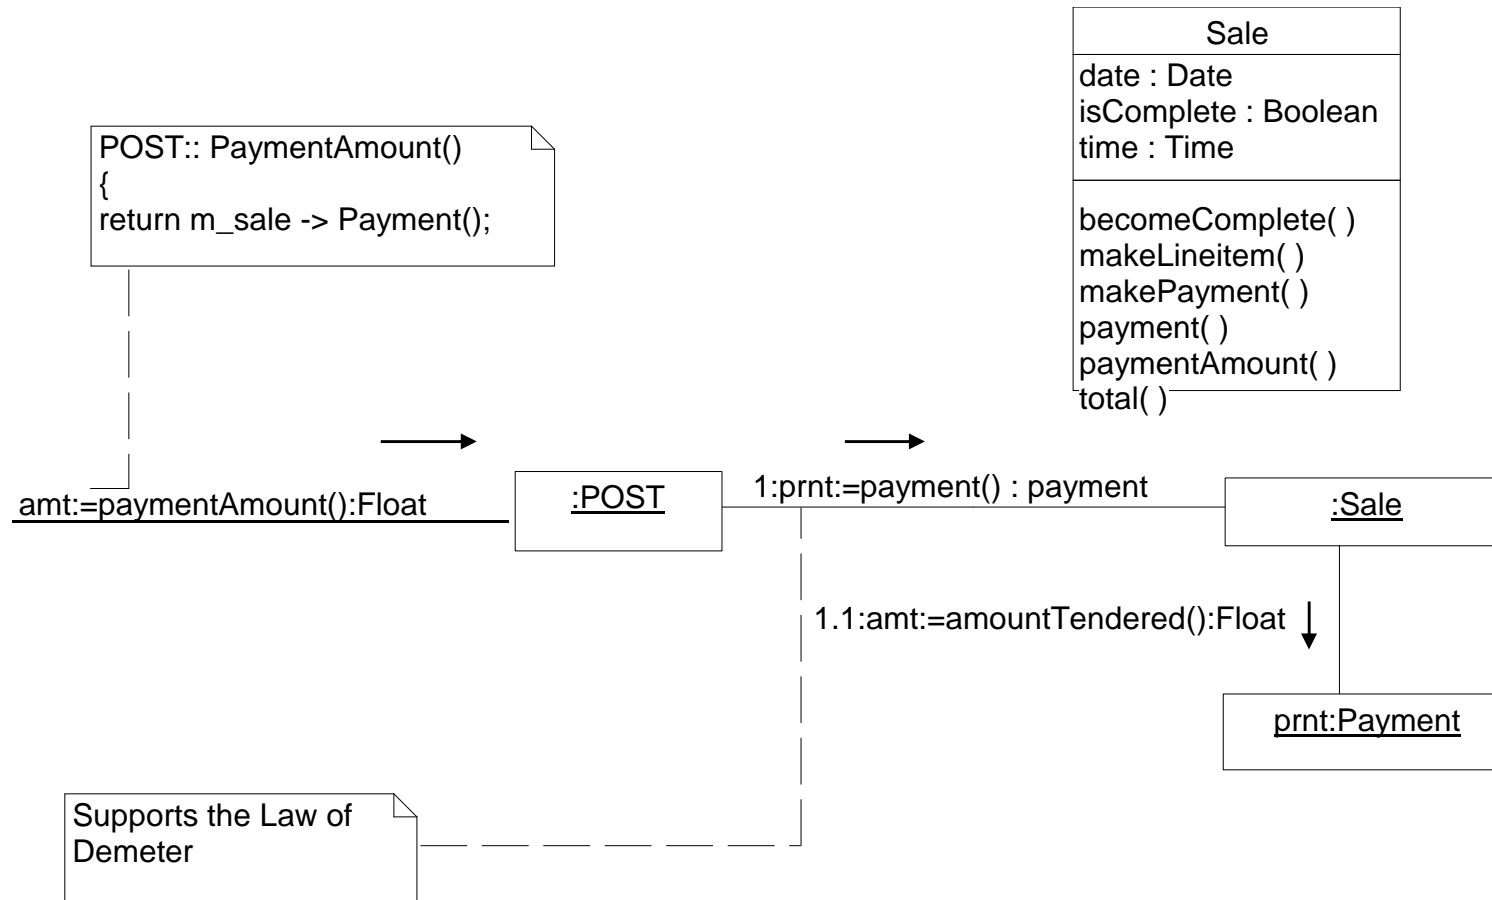 Sale
date : Date
isComplete : Boolean
time : Time
becomeComplete( )
makeLineitem( )
makePayment( )
payment( )
paymentAmount( )
total( )
POST:: PaymentAmount()
{
return m_sale -> Payment();
amt:=paymentAmount():Float
:POST
1:prnt:=payment() : payment
:Sale
1.1:amt:=amountTendered():Float
prnt:Payment
Supports the Law of
Demeter